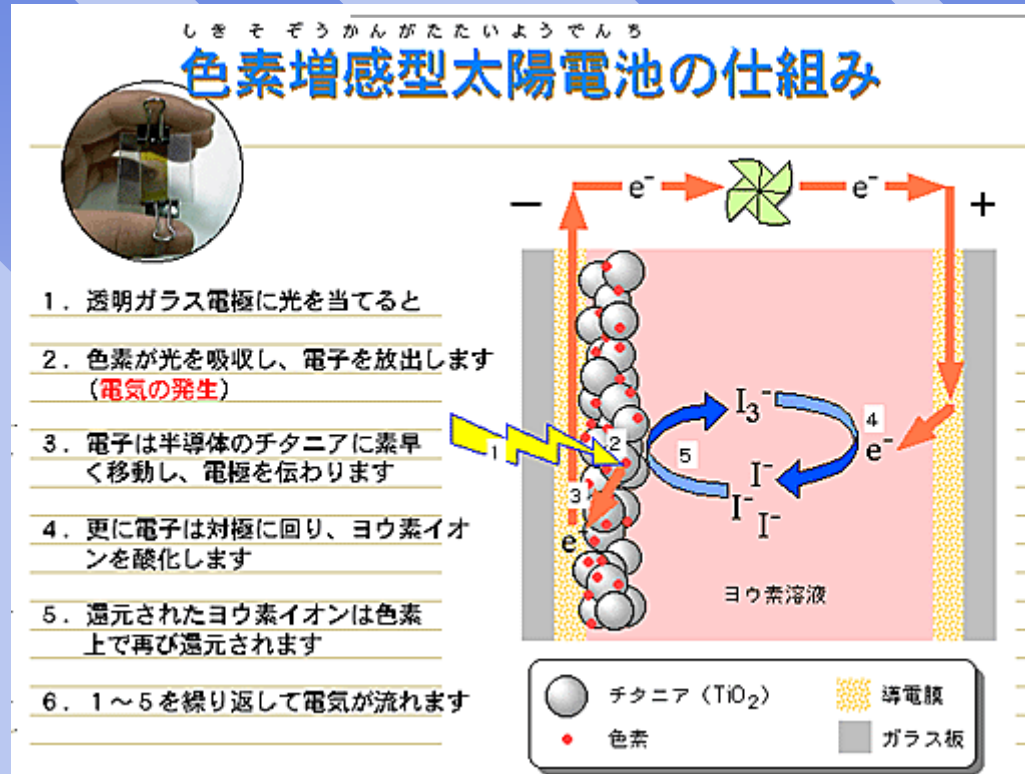 しきそぞうかんがたたいようでんち
色素増感型太陽電池の仕組み
1. 透明ガラス電極に光を当てると
2. 色素が光を吸収し、電子を放出します
(電気の発生)
3. 電子は半導体のチタニアに素早
く移動し、電極を伝わります
4. 更に電子は対極に回り、ヨウ素イオ
ンを酸化します
5. 還元されたヨウ素イオンは色素
上で再び還元されます
6. 1~5を繰り返して電気が流れます
− e⁻ e⁻ +
I₃⁻ 4
e⁻
1 2 5
I⁻
I⁻
I⁻
3
e⁻
ヨウ素溶液
チタニア (TiO₂) 導電膜
色素 ガラス板